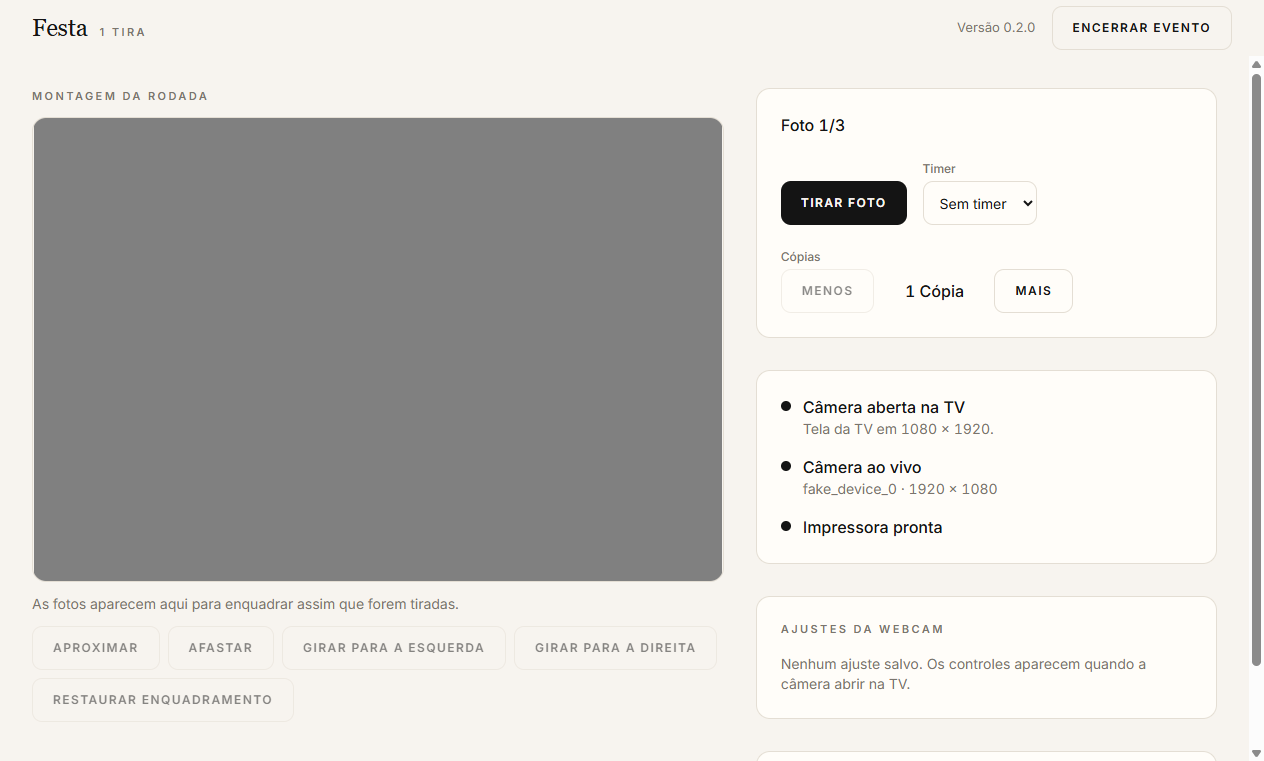 Festa 1 TIRA
Versão 0.2.0
ENCERRAR EVENTO
MONTAGEM DA RODADA
As fotos aparecem aqui para enquadrar assim que forem tiradas.
APROXIMAR
AFASTAR
GIRAR PARA A ESQUERDA
GIRAR PARA A DIREITA
RESTAURAR ENQUADRAMENTO
Foto 1/3
Timer
TIRAR FOTO
Sem timer
Cópias
MENOS
1 Cópia
MAIS
Câmera aberta na TV
Tela da TV em 1080 × 1920.
Câmera ao vivo
fake_device_0 · 1920 × 1080
Impressora pronta
AJUSTES DA WEBCAM
Nenhum ajuste salvo. Os controles aparecem quando a
câmera abrir na TV.